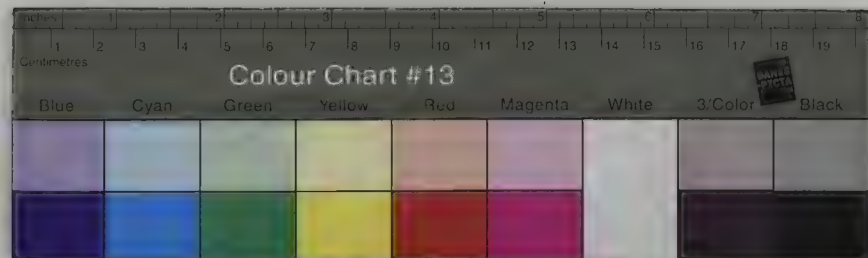 Inches 1 2 3 4 5 6 7 8
1 2 3 4 5 6 7 8 9 10 11 12 13 14 15 16 17 18 19
Centimetres
Colour Chart #13
Blue Cyan Green Yellow Red Magenta White 3/Color Black